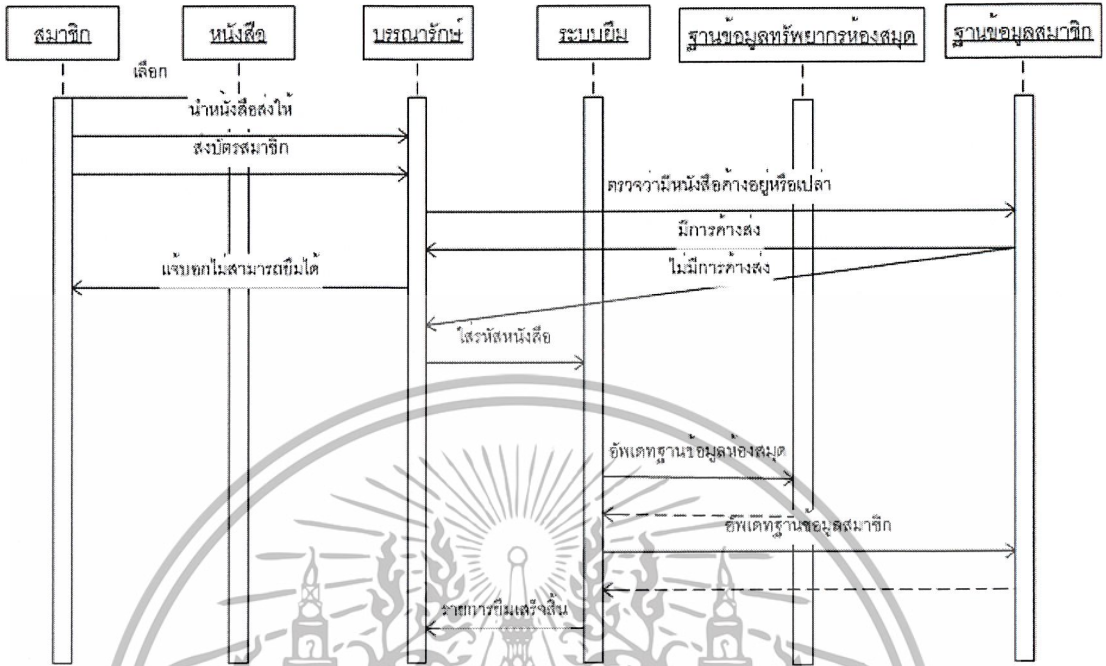 สมาชิก
หนังสือ
บรรณารักษ์
ระบบยืม
ฐานข้อมูลทรัพยากรห้องสมุด
ฐานข้อมูลสมาชิก
เลือก
นำหนังสือส่งให้
ส่งบัตรสมาชิก
ตรวจว่ามีหนังสือค้างอยู่หรือเปล่า
มีการค้างส่ง
ไม่มีการค้างส่ง
แจ้งบอกไม่สามารถยืมได้
ใส่รหัสหนังสือ
อัพเดทฐานข้อมูลห้องสมุด
อัพเดทฐานข้อมูลสมาชิก
รายการยืมเสร็จสิ้น